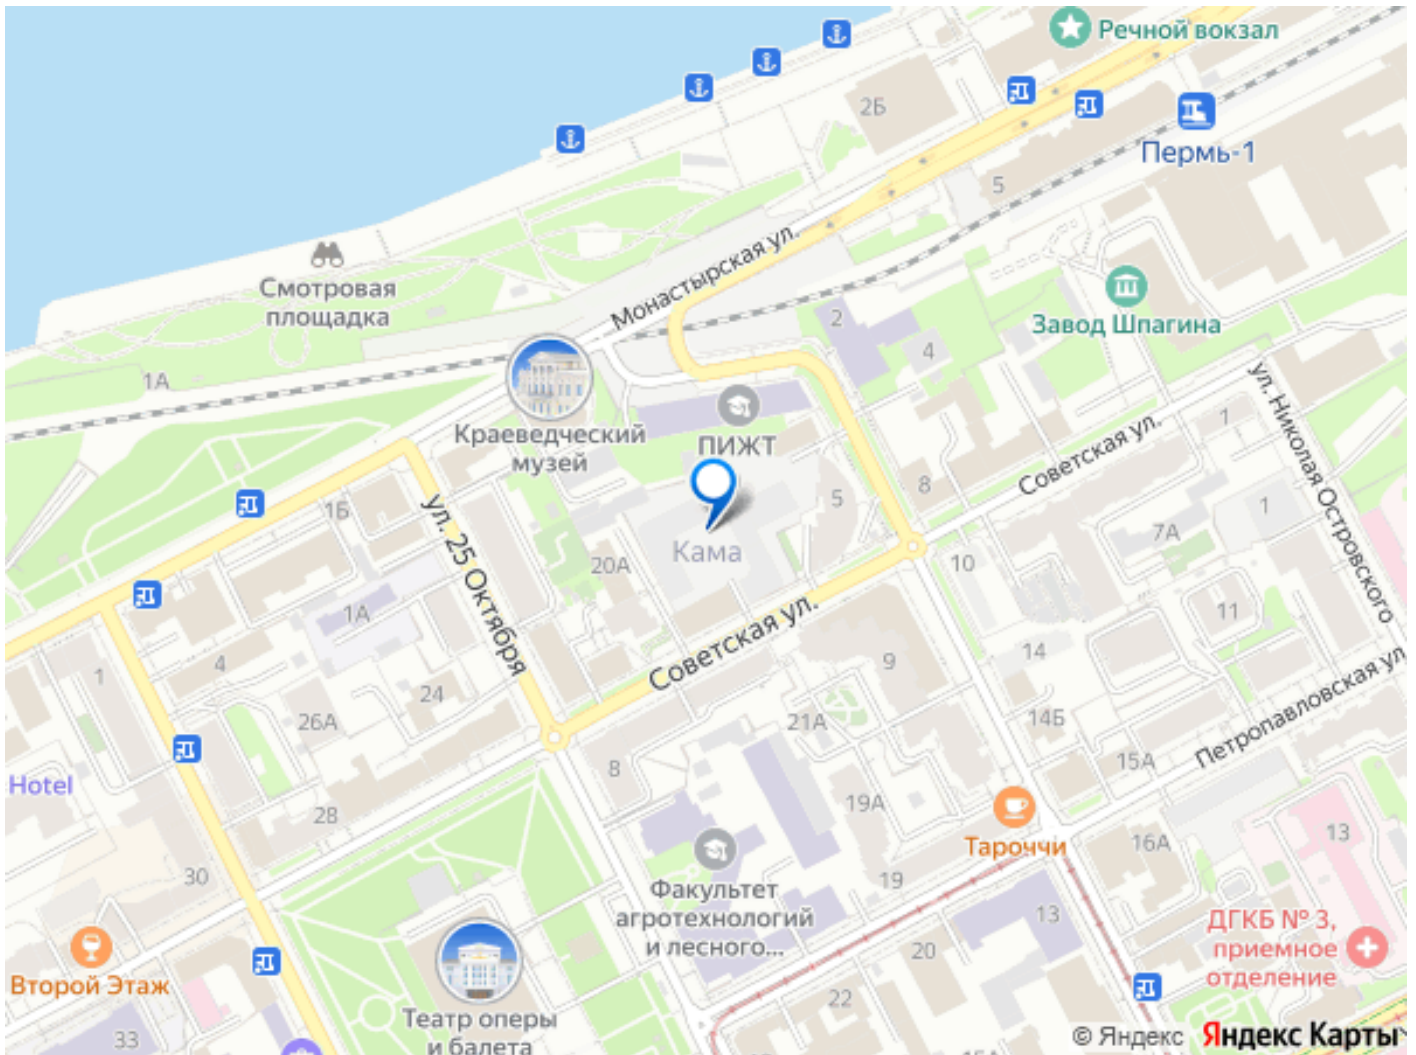 Речной вокзал
2Б
Пермь-1
5
Монастырская ул.
Смотровая
площадка
Завод Шпагина
2
4
1А
ул. Николая Островского
Краеведческий
музей
ПИЖТ
1
Советская ул.
8
5
1Б
1
7А
ул. 25 Октября
Кама
20А
10
1А
11
Советская ул.
14
9
4
1
24
26А
21А
14Б
Петропавловская ул.
15А
8
Hotel
19А
28
Тароччи
16А
13
30
19
Факультет
агротехнологий
и лесного...
13
ДГКБ № 3,
приемное
отделение
20
Второй Этаж
22
Театр оперы
и балета
33
15А
© Яндекс Яндекс Карты